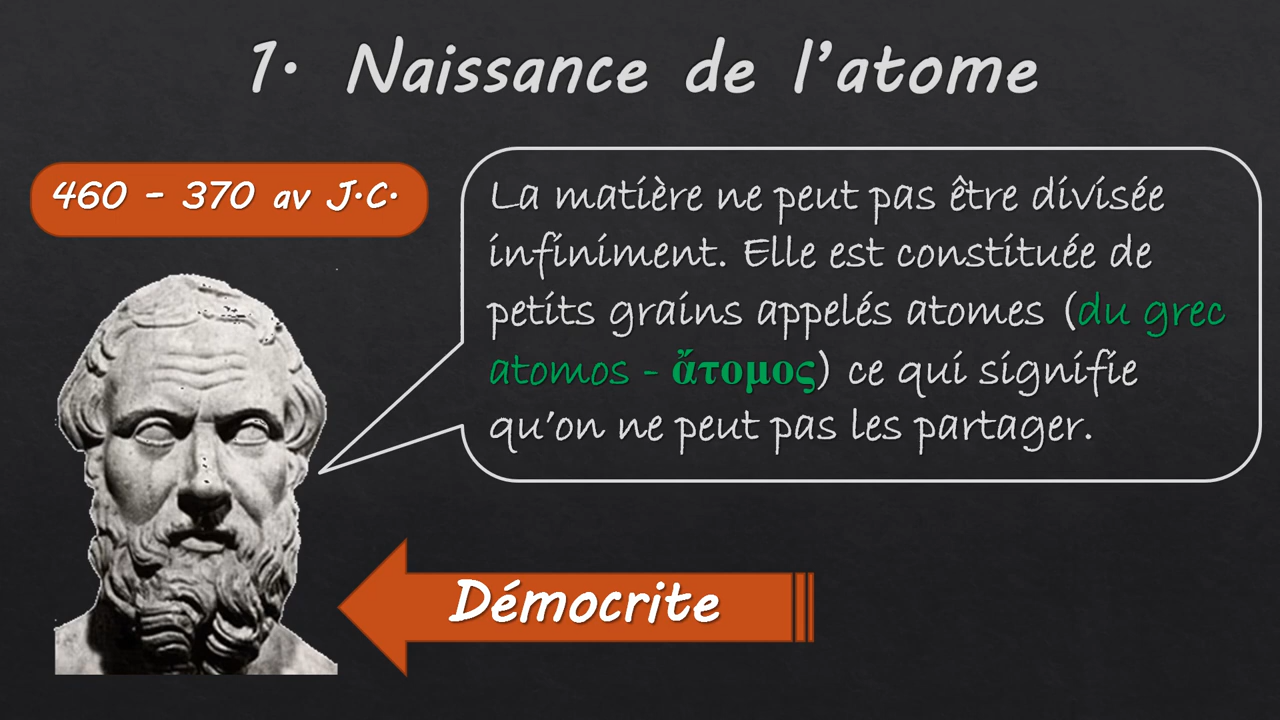 1. Naissance de l’atome
460 - 370 av J.C.
La matière ne peut pas être divisée
infiniment. Elle est constituée de
petits grains appelés atomes (du grec
atomos - ἄτομος) ce qui signifie
qu’on ne peut pas les partager.
Démocrite